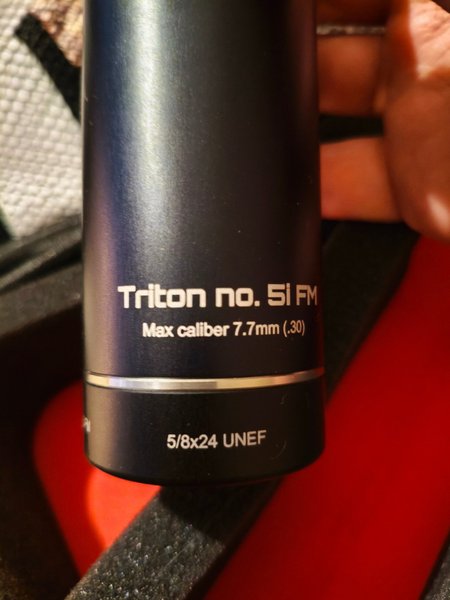 Triton no. 5i FM
Max caliber 7.7mm (.30)
5/8x24 UNEF